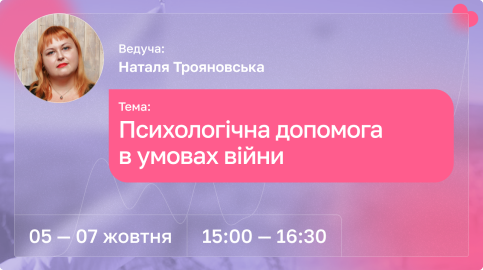 Ведуча:
Наталя Трояновська
Тема:
Психологічна допомога
в умовах війни
05 — 07 жовтня
15:00 — 16:30